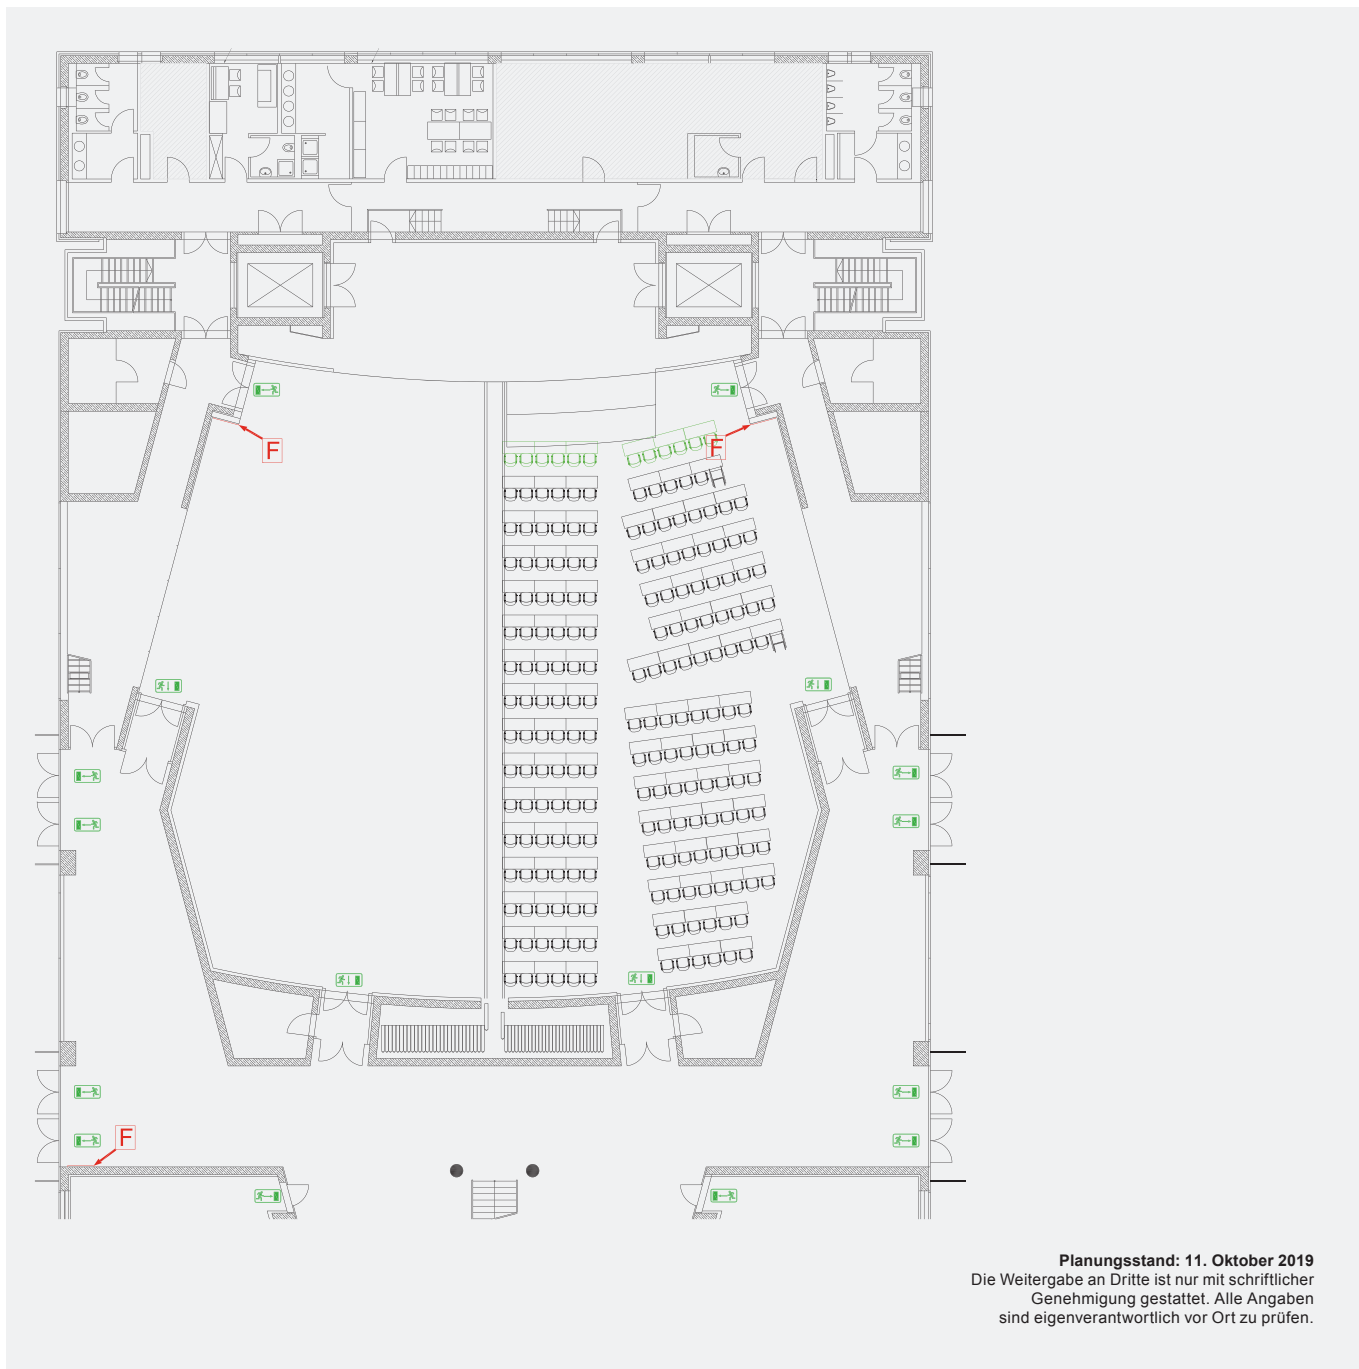 F
F
F
Planungsstand: 11. Oktober 2019
Die Weitergabe an Dritte ist nur mit schriftlicher
Genehmigung gestattet. Alle Angaben
sind eigenverantwortlich vor Ort zu prüfen.